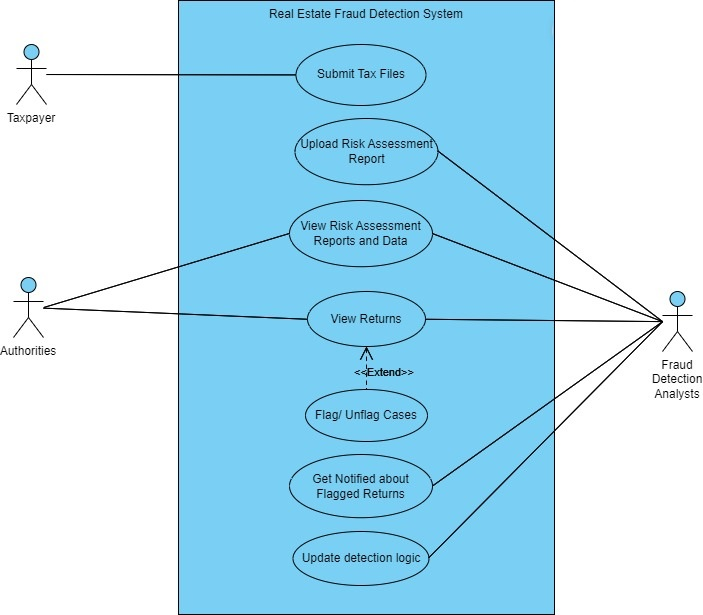 Real Estate Fraud Detection System
Submit Tax Files
Taxpayer
Upload Risk Assessment
Report
View Risk Assessment
Reports and Data
View Returns
Authorities
<<Extend>>
Fraud
Detection
Analysts
Flag/ Unflag Cases
Get Notified about
Flagged Returns
Update detection logic